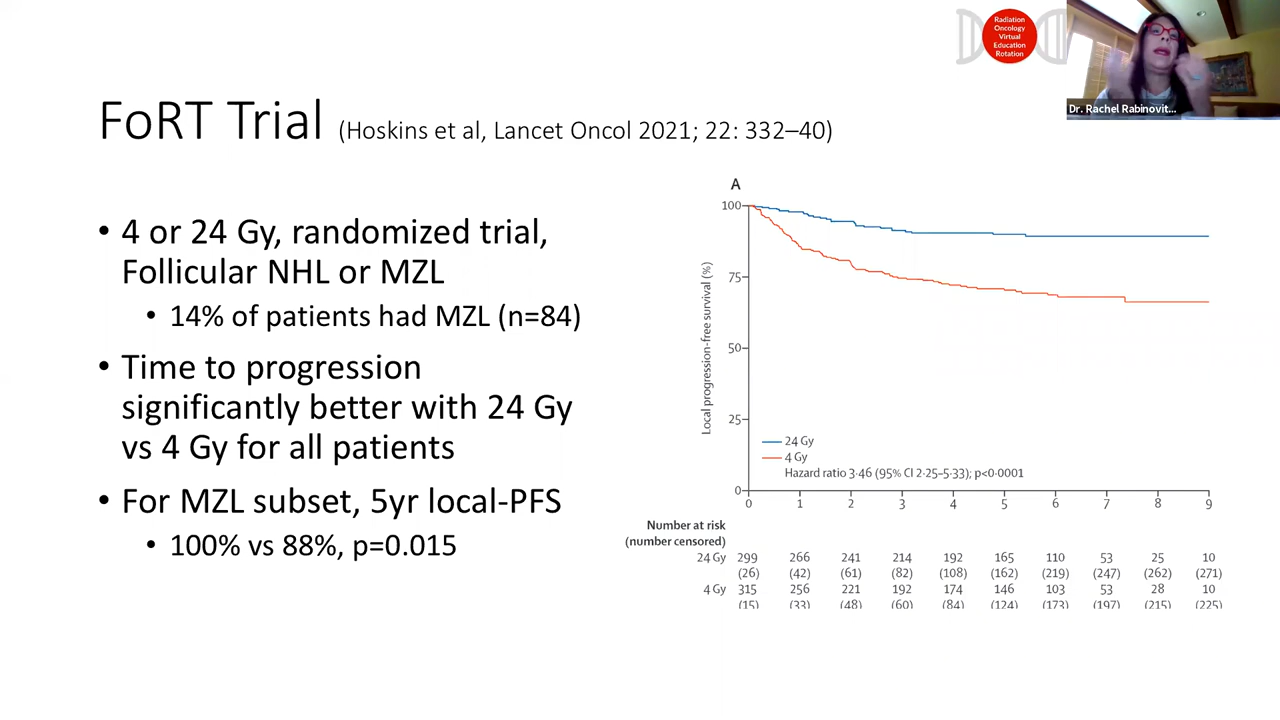 Radiation
Oncology
Virtual
Education
Rotation
Dr. Rachel Rabinovit...
FoRT Trial (Hoskins et al, Lancet Oncol 2021; 22: 332–40)
• 4 or 24 Gy, randomized trial,
Follicular NHL or MZL
• 14% of patients had MZL (n=84)
• Time to progression
significantly better with 24 Gy
vs 4 Gy for all patients
• For MZL subset, 5yr local-PFS
• 100% vs 88%, p=0.015
A
Local progression-free survival (%)
100
75
50
25
0
24 Gy
4 Gy
Hazard ratio 3·46 (95% CI 2·25–5·33); p<0·0001
0 1 2 3 4 5 6 7 8 9
Number at risk
(number censored)
24 Gy 299 266 241 214 192 165 110 53 25 10
(26) (42) (61) (82) (108) (162) (219) (247) (262) (271)
4 Gy 315 256 221 192 174 146 103 53 28 10
(15) (33) (48) (60) (84) (124) (173) (197) (215) (225)